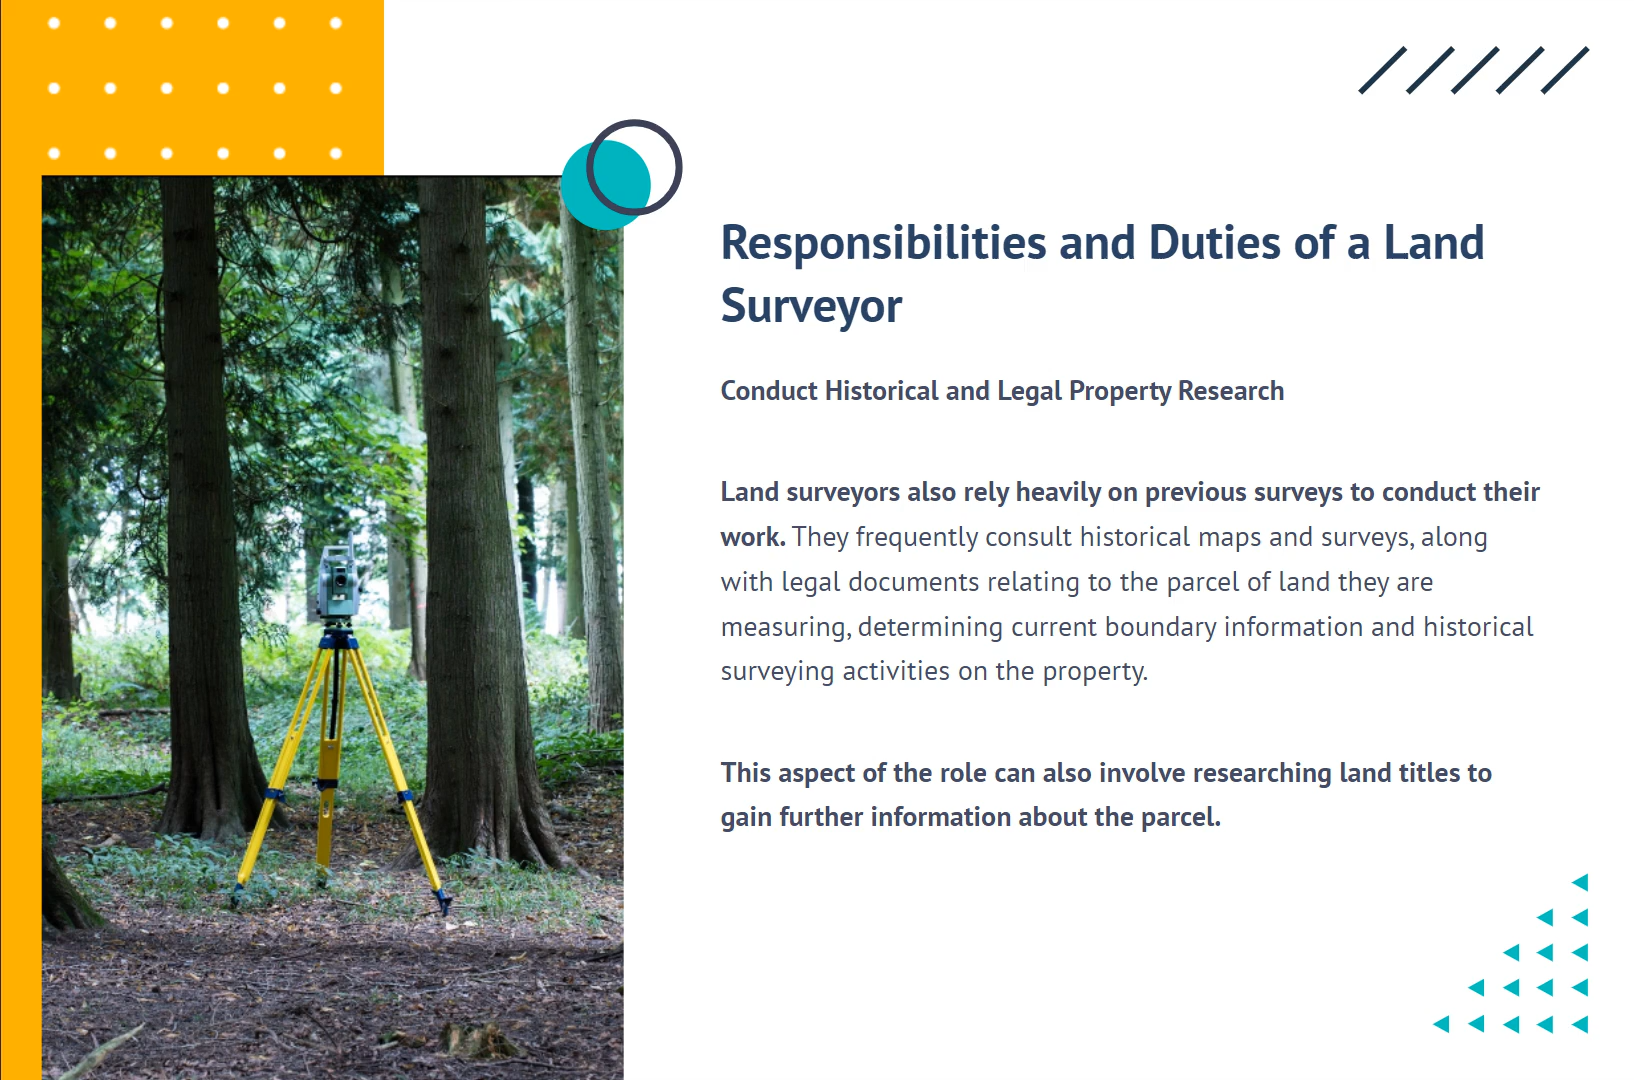 Responsibilities and Duties of a Land
Surveyor
Conduct Historical and Legal Property Research
Land surveyors also rely heavily on previous surveys to conduct their
work. They frequently consult historical maps and surveys, along
with legal documents relating to the parcel of land they are
measuring, determining current boundary information and historical
surveying activities on the property.
This aspect of the role can also involve researching land titles to
gain further information about the parcel.